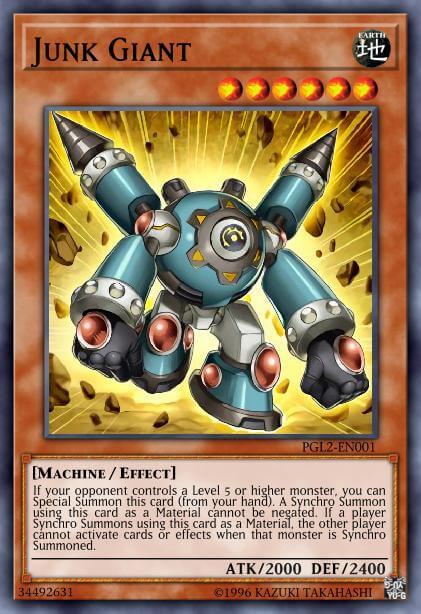 JUNK GIANT
EARTH
地
PGL2-EN001
[MACHINE / EFFECT]
If your opponent controls a Level 5 or higher monster, you can
Special Summon this card (from your hand). A Synchro Summon
using this card as a Material cannot be negated. If a player
Synchro Summons using this card as a Material, the other player
cannot activate cards or effects when that monster is Synchro
Summoned.
ATK/2000 DEF/2400
34492631
©1996 KAZUKI TAKAHASHI